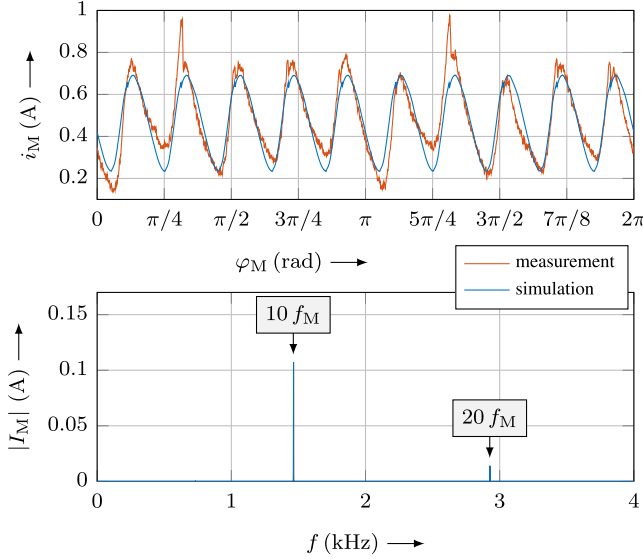 1
0.8
0.6
0.4
0.2
i_M (A)
0 π/4 π/2 3π/4 π 5π/4 3π/2 7π/8 2π
φ_M (rad)
measurement
simulation
0.15
0.1
0.05
0
|I_M| (A)
10 f_M
20 f_M
0 1 2 3 4
f (kHz)